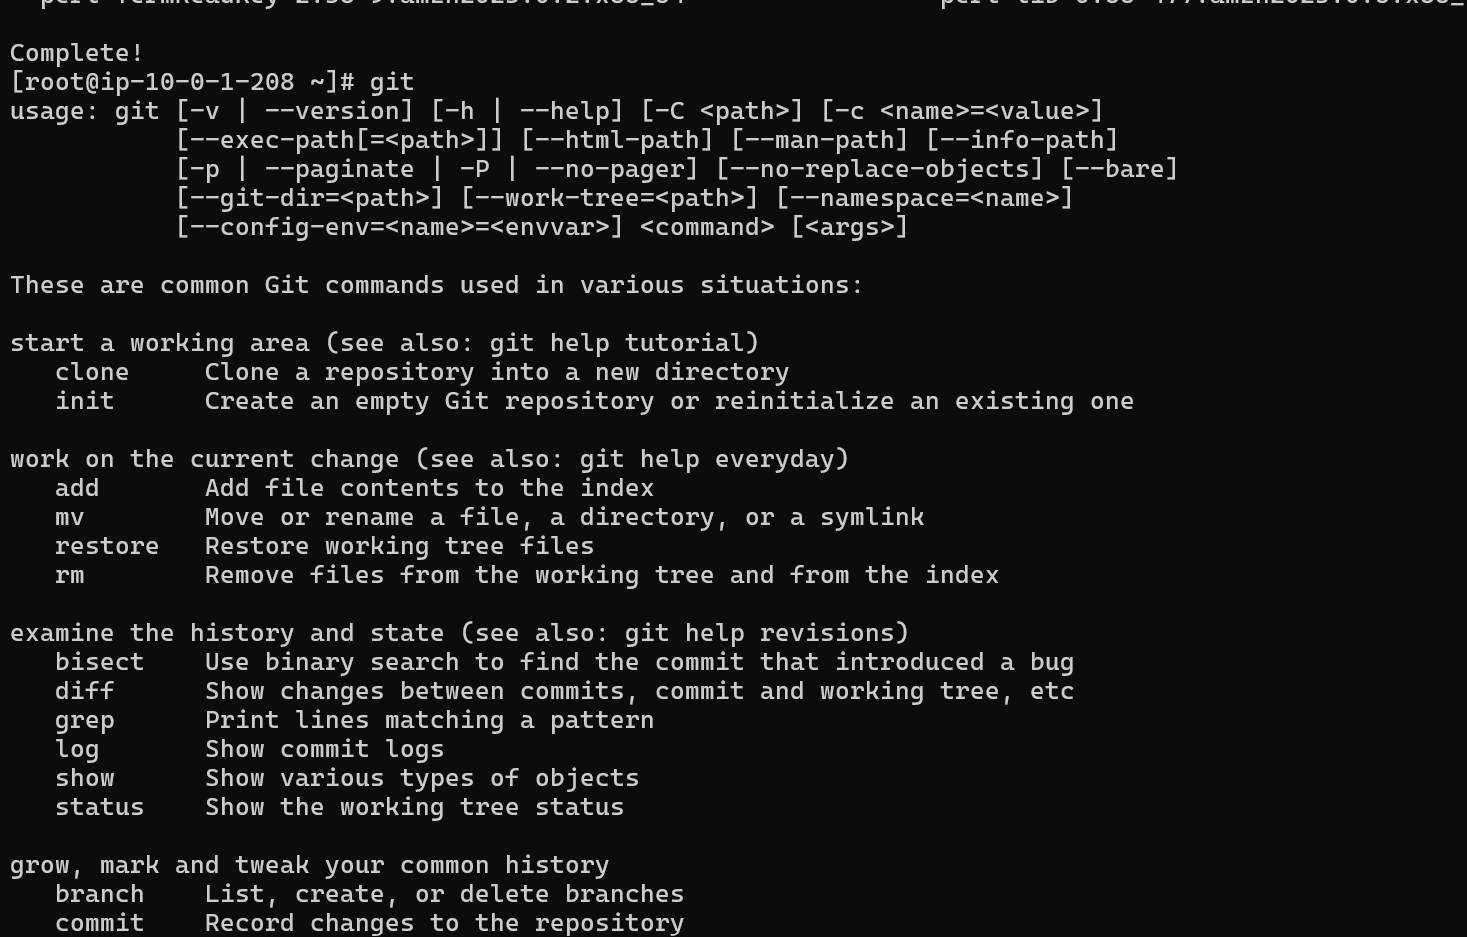 Complete!
[root@ip-10-0-1-208 ~]# git
usage: git [-v | --version] [-h | --help] [-C <path>] [-c <name>=<value>]
           [--exec-path[=<path>]] [--html-path] [--man-path] [--info-path]
           [-p | --paginate | -P | --no-pager] [--no-replace-objects] [--bare]
           [--git-dir=<path>] [--work-tree=<path>] [--namespace=<name>]
           [--config-env=<name>=<envvar>] <command> [<args>]
These are common Git commands used in various situations:
start a working area (see also: git help tutorial)
   clone     Clone a repository into a new directory
   init      Create an empty Git repository or reinitialize an existing one
work on the current change (see also: git help everyday)
   add       Add file contents to the index
   mv        Move or rename a file, a directory, or a symlink
   restore   Restore working tree files
   rm        Remove files from the working tree and from the index
examine the history and state (see also: git help revisions)
   bisect    Use binary search to find the commit that introduced a bug
   diff      Show changes between commits, commit and working tree, etc
   grep      Print lines matching a pattern
   log       Show commit logs
   show      Show various types of objects
   status    Show the working tree status
grow, mark and tweak your common history
   branch    List, create, or delete branches
   commit    Record changes to the repository